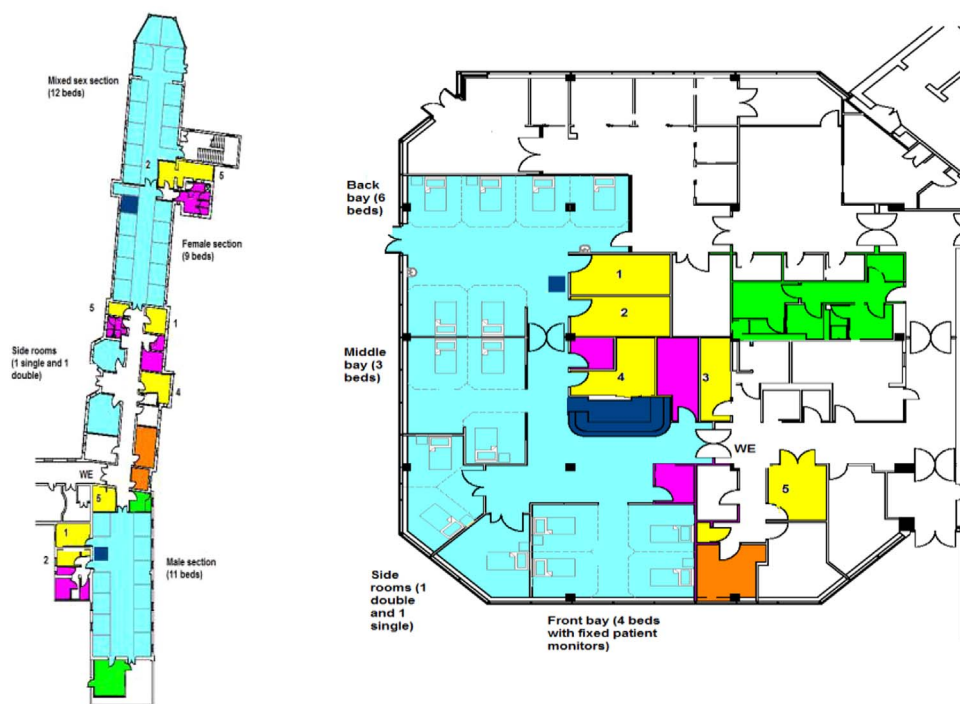 Mixed sex section
(12 beds)
2
5
Female section
(9 beds)
5
1
Side rooms
(1 single and 1
double)
4
WE
5
1
2
Male section
(11 beds)
Back
bay (6
beds)
1
2
Middle
bay (3
beds)
4
3
WE
5
Side
rooms (1
double
and 1
single)
Front bay (4 beds
with fixed patient
monitors)